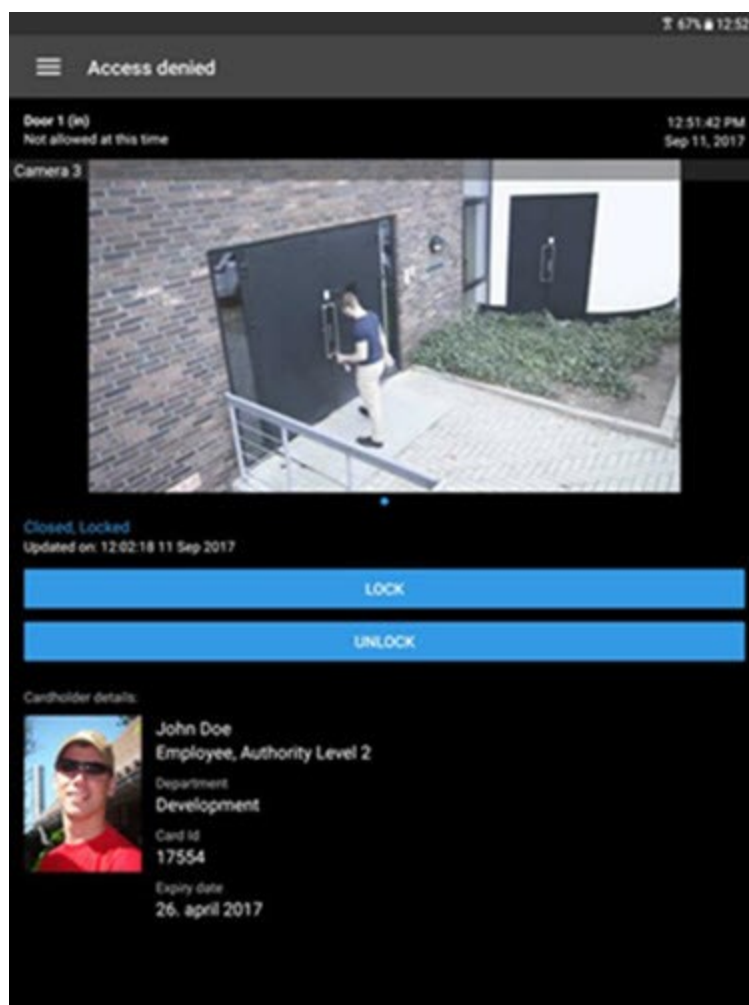 67% 12:52
Access denied
Door 1 (in)
12:51:42 PM
Not allowed at this time
Sep 11, 2017
Camera 3
Closed, Locked
Updated on: 12:02:18 11 Sep 2017
LOCK
UNLOCK
Cardholder details:
John Doe
Employee, Authority Level 2
Department
Development
Card Id
17554
Expiry date
26. april 2017